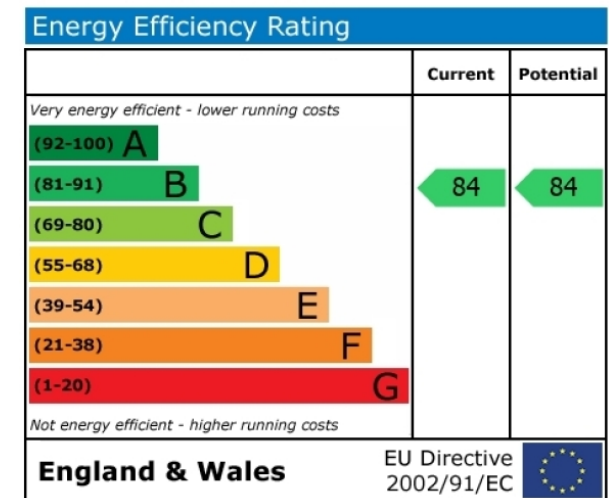 Energy Efficiency Rating
Current Potential
Very energy efficient - lower running costs
(92-100) A
(81-91) B 84 84
(69-80) C
(55-68) D
(39-54) E
(21-38) F
(1-20) G
Not energy efficient - higher running costs
England & Wales
EU Directive
2002/91/EC